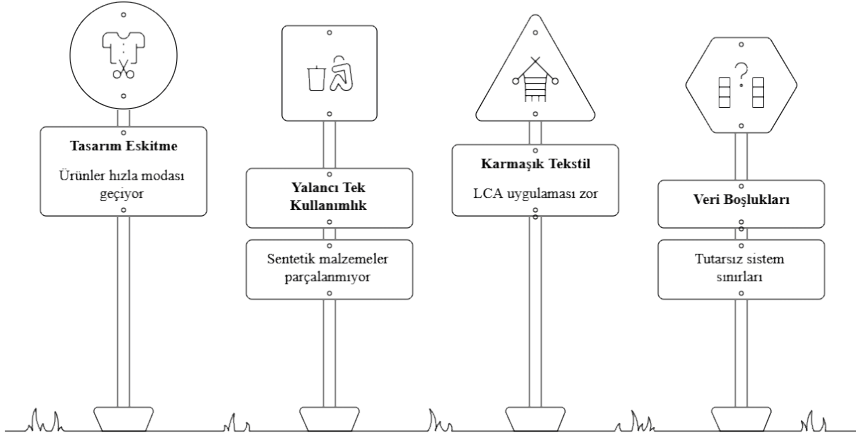 Tasarım Eskitme
Ürünler hızla modası
geçiyor
Yalancı Tek
Kullanımlık
Sentetik malzemeler
parçalanmıyor
Karmaşık Tekstil
LCA uygulaması zor
Veri Boşlukları
Tutarsız sistem
sınırları